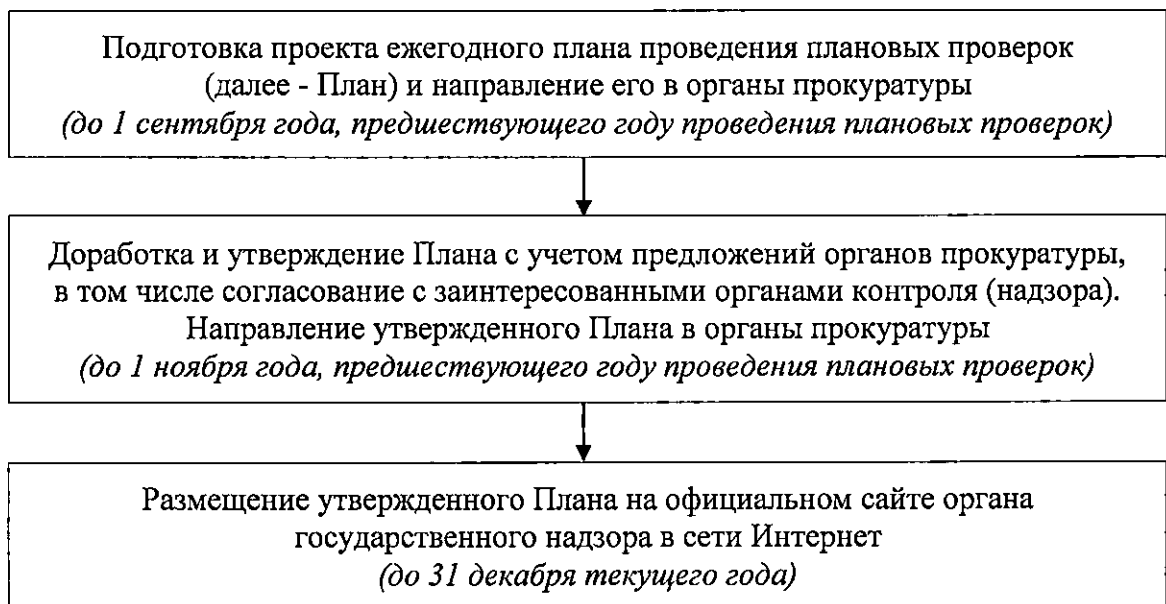 Подготовка проекта ежегодного плана проведения плановых проверок
(далее - План) и направление его в органы прокуратуры
(до 1 сентября года, предшествующего году проведения плановых проверок)
Доработка и утверждение Плана с учетом предложений органов прокуратуры,
в том числе согласование с заинтересованными органами контроля (надзора).
Направление утвержденного Плана в органы прокуратуры
(до 1 ноября года, предшествующего году проведения плановых проверок)
Размещение утвержденного Плана на официальном сайте органа
государственного надзора в сети Интернет
(до 31 декабря текущего года)